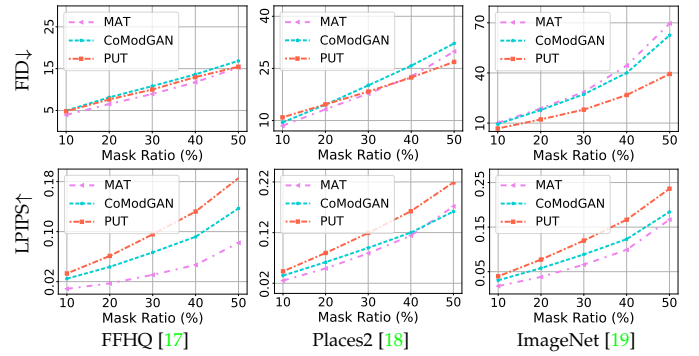 FID↓
25
15
5
MAT
CoModGAN
PUT
10 20 30 40 50
Mask Ratio (%)
40
25
10
MAT
CoModGAN
PUT
10 20 30 40 50
Mask Ratio (%)
70
40
10
MAT
CoModGAN
PUT
10 20 30 40 50
Mask Ratio (%)
LPIPS↑
0.18
0.10
0.02
MAT
CoModGAN
PUT
10 20 30 40 50
Mask Ratio (%)
FFHQ [17]
0.22
0.12
0.02
MAT
CoModGAN
PUT
10 20 30 40 50
Mask Ratio (%)
Places2 [18]
0.25
0.15
0.05
MAT
CoModGAN
PUT
10 20 30 40 50
Mask Ratio (%)
ImageNet [19]